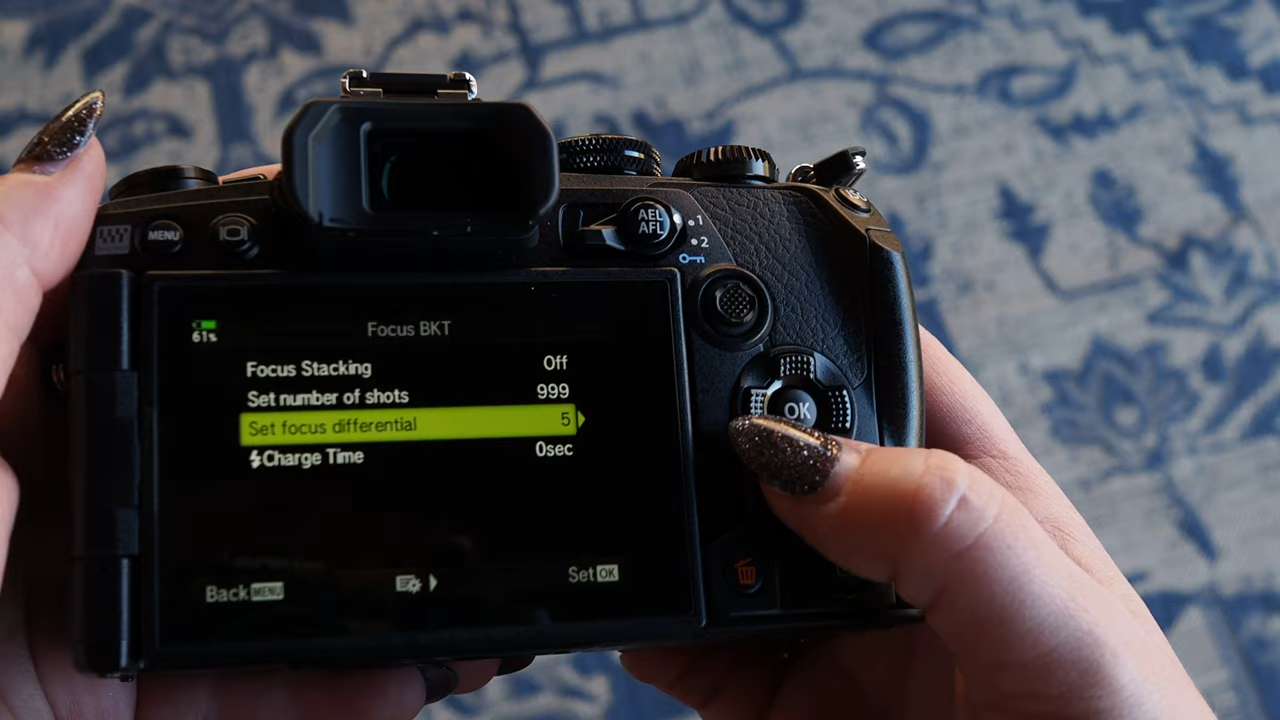 MENU
AEL
AFL
1
2
61%
Focus BKT
Focus Stacking Off
Set number of shots 999
Set focus differential 5
Charge Time 0sec
OK
Back MENU
Set OK